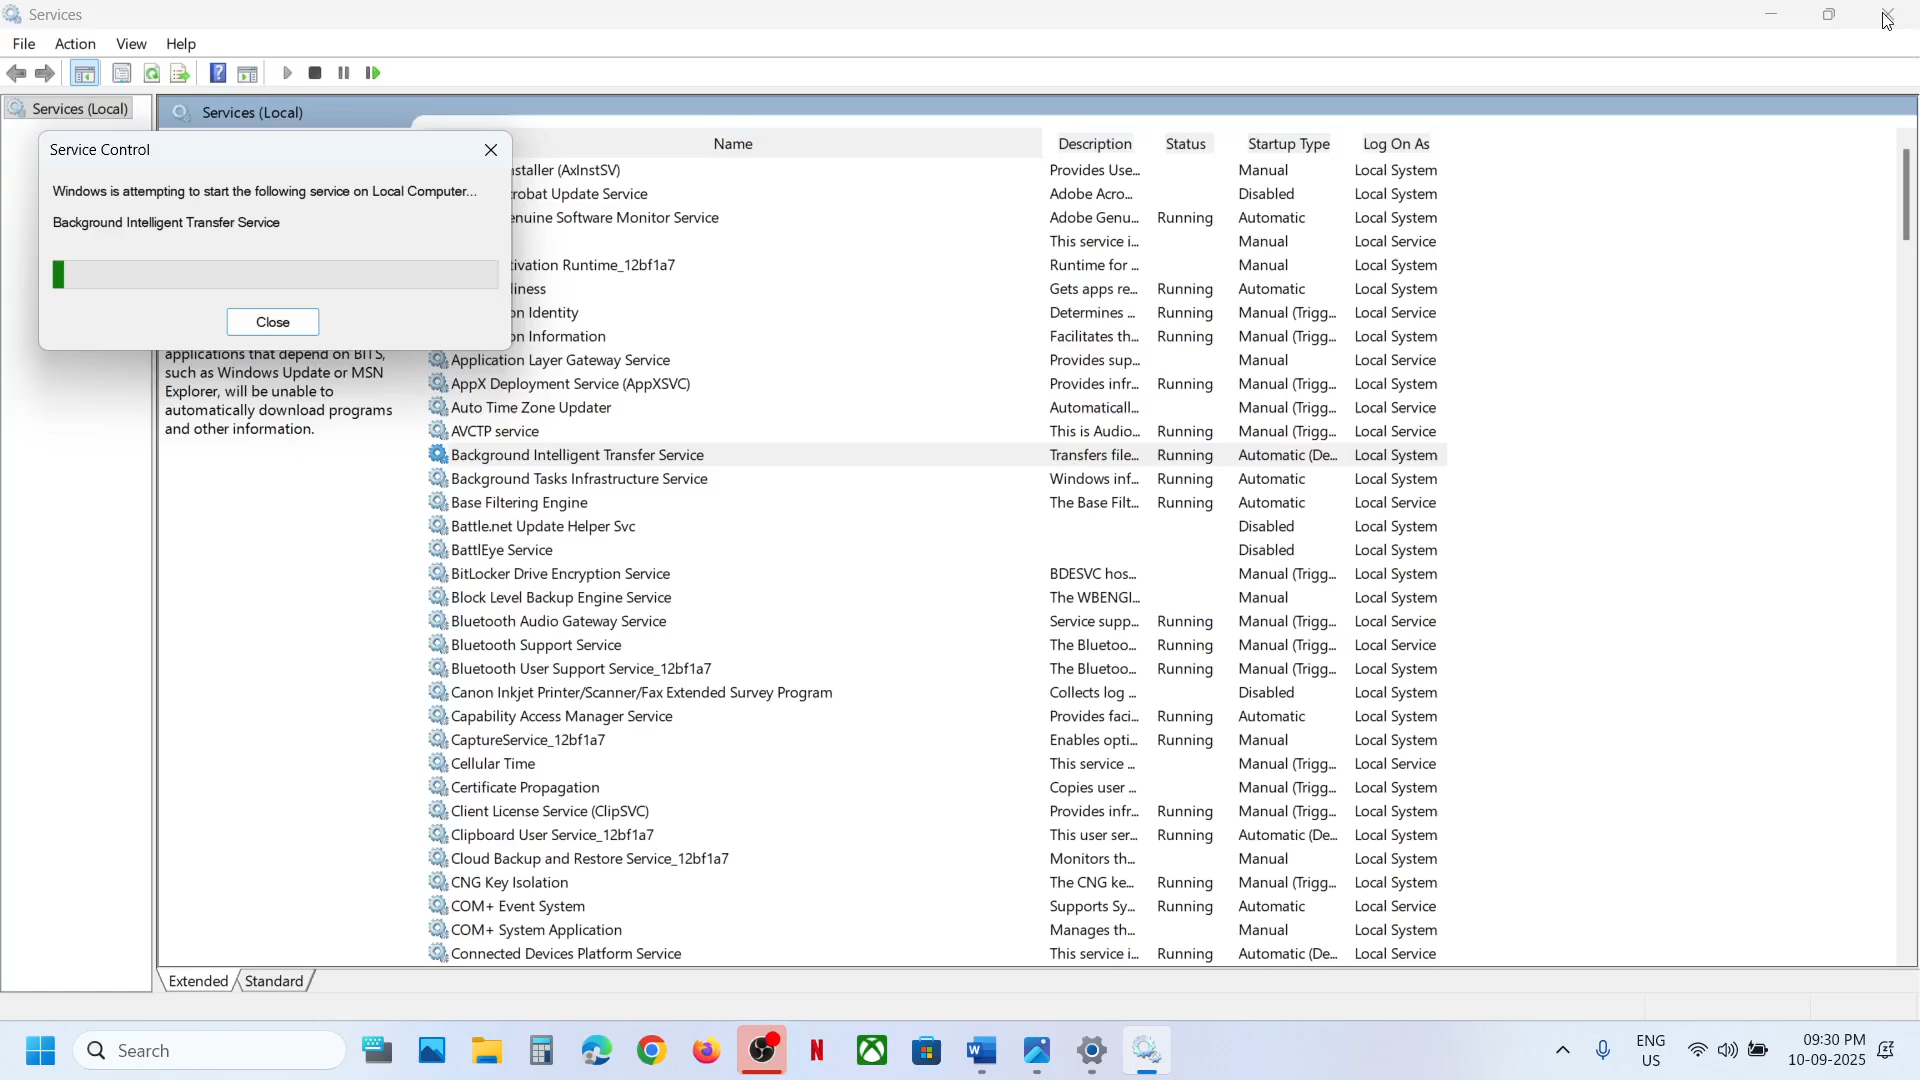 Services
File Action View Help
Services (Local)
Services (Local)
Service Control
Windows is attempting to start the following service on Local Computer...
Background Intelligent Transfer Service
Close
applications that depend on BITS,
such as Windows Update or MSN
Explorer, will be unable to
automatically download programs
and other information.
Name Description Status Startup Type Log On As
(AxInstSV) Provides Use... Manual Local System
Update Service Adobe Acro... Disabled Local System
Software Monitor Service Adobe Genu... Running Automatic Local System
This service i... Manual Local Service
Runtime_12bf1a7 Runtime for ... Manual Local System
Gets apps re... Running Automatic Local System
Identity Determines ... Running Manual (Trigg... Local Service
Information Facilitates th... Running Manual (Trigg... Local System
Application Layer Gateway Service Provides sup... Manual Local Service
AppX Deployment Service (AppXSVC) Provides infr... Running Manual (Trigg... Local System
Auto Time Zone Updater Automaticall... Manual (Trigg... Local Service
AVCTP service This is Audio... Running Manual (Trigg... Local Service
Background Intelligent Transfer Service Transfers file... Running Automatic (De... Local System
Background Tasks Infrastructure Service Windows inf... Running Automatic Local System
Base Filtering Engine The Base Filt... Running Automatic Local Service
Battle.net Update Helper Svc Disabled Local System
BattlEye Service Disabled Local System
BitLocker Drive Encryption Service BDESVC hos... Manual (Trigg... Local System
Block Level Backup Engine Service The WBENGI... Manual Local System
Bluetooth Audio Gateway Service Service supp... Running Manual (Trigg... Local Service
Bluetooth Support Service The Bluetoo... Running Manual (Trigg... Local Service
Bluetooth User Support Service_12bf1a7 The Bluetoo... Running Manual (Trigg... Local System
Canon Inkjet Printer/Scanner/Fax Extended Survey Program Collects log ... Disabled Local System
Capability Access Manager Service Provides faci... Running Automatic Local System
CaptureService_12bf1a7 Enables opti... Running Manual Local System
Cellular Time This service ... Manual (Trigg... Local Service
Certificate Propagation Copies user ... Manual (Trigg... Local System
Client License Service (ClipSVC) Provides infr... Running Manual (Trigg... Local System
Clipboard User Service_12bf1a7 This user ser... Running Automatic (De... Local System
Cloud Backup and Restore Service_12bf1a7 Monitors th... Manual Local System
CNG Key Isolation The CNG ke... Running Manual (Trigg... Local System
COM+ Event System Supports Sy... Running Automatic Local Service
COM+ System Application Manages th... Manual Local System
Connected Devices Platform Service This service i... Running Automatic (De... Local Service
Extended Standard
Search
ENG
US
09:30 PM
10-09-2025